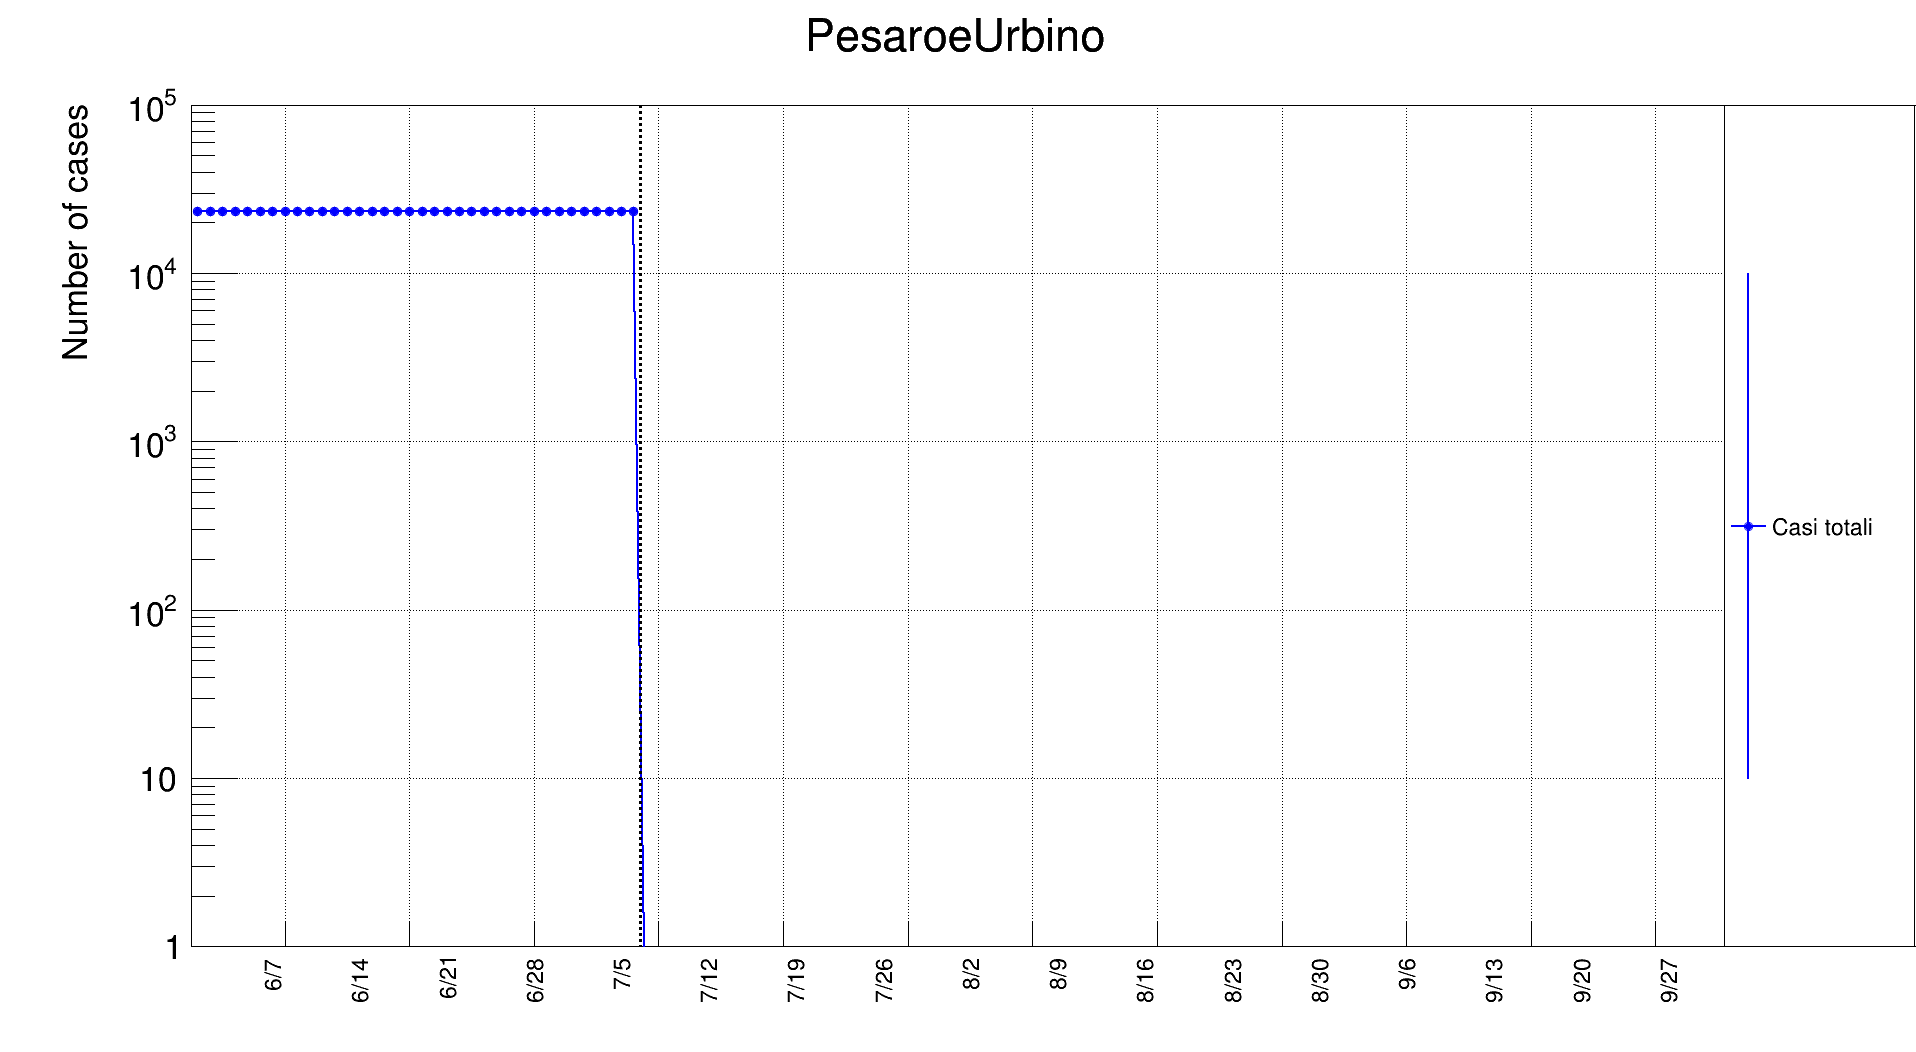 PesaroeUrbino
Number of cases
10^5
10^4
10^3
10^2
10
1
6/7 6/14 6/21 6/28 7/5 7/12 7/19 7/26 8/2 8/9 8/16 8/23 8/30 9/6 9/13 9/20 9/27
Casi totali